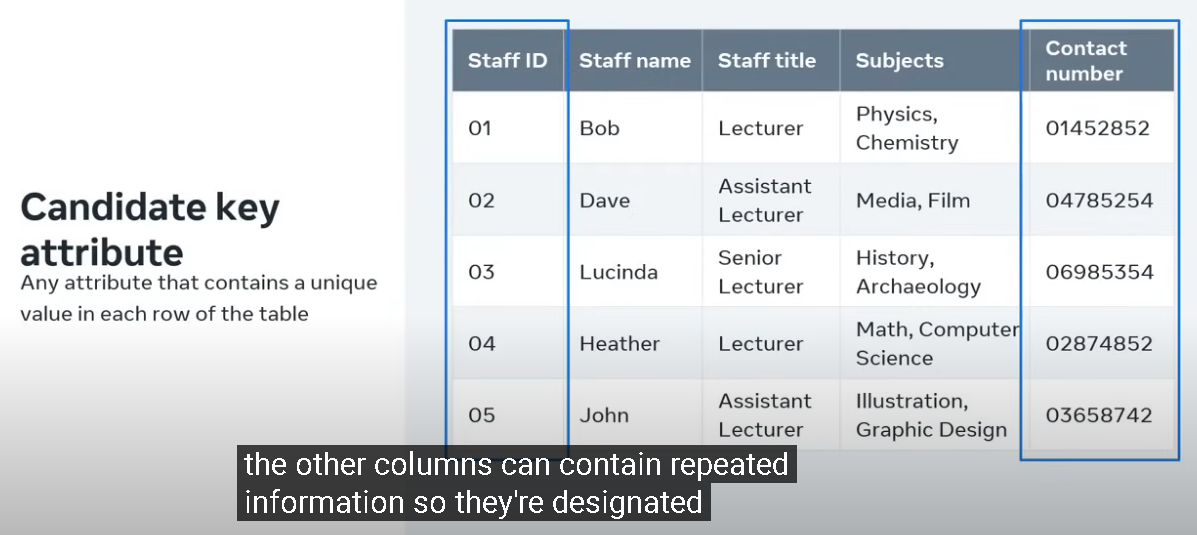 Candidate key
attribute
Any attribute that contains a unique
value in each row of the table
Staff ID Staff name Staff title Subjects Contact number
01 Bob Lecturer Physics, Chemistry 01452852
02 Dave Assistant Lecturer Media, Film 04785254
03 Lucinda Senior Lecturer History, Archaeology 06985354
04 Heather Lecturer Math, Computer Science 02874852
05 John Assistant Lecturer Illustration, Graphic Design 03658742
the other columns can contain repeated
information so they're designated